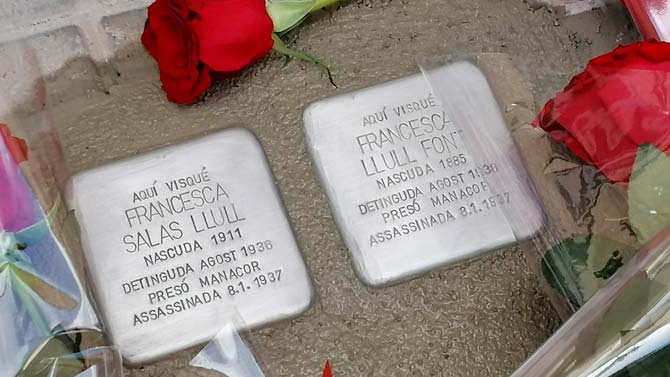 AQUÍ VISQUÉ
FRANCESCA
SALAS LLULL
NASCUDA 1911
DETINGUDA AGOST 1936
PRESÓ MANACOR
ASSASSINADA 8.1. 1937
AQUÍ VISQUÉ
FRANCESCA
LLULL FONT
NASCUDA 1885
DETINGUDA AGOST 1936
PRESÓ MANACOR
ASSASSINADA 8.1. 1937